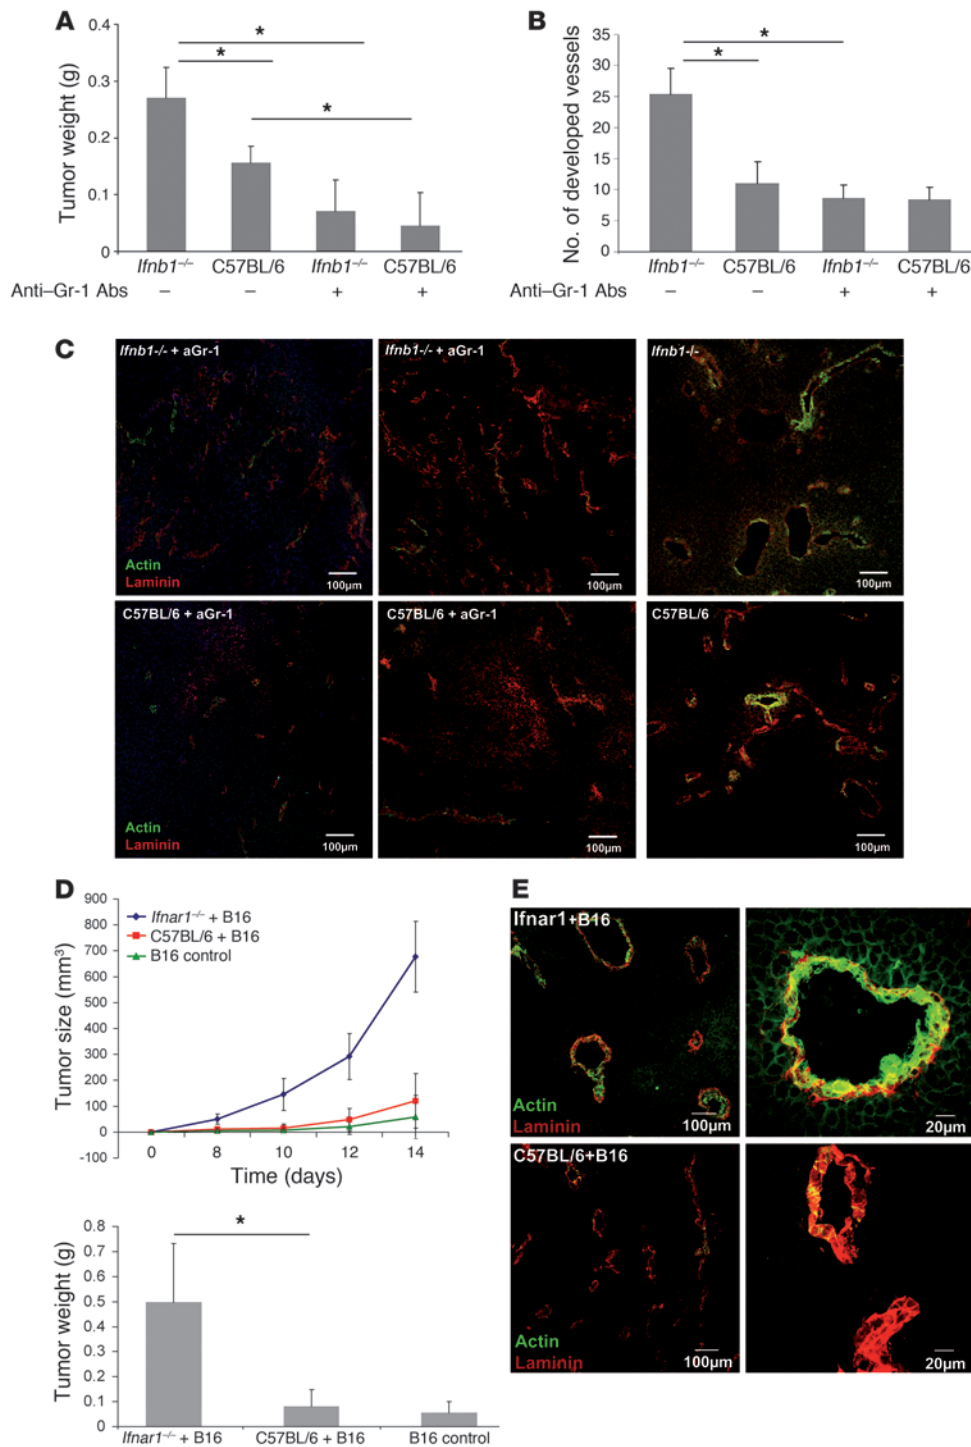 A
Tumor weight (g)
0.4
0.3
0.2
0.1
0
*
*
*
Ifnb1–/–
C57BL/6
Ifnb1–/–
C57BL/6
Anti–Gr-1 Abs
–
–
+
+
B
No. of developed vessels
35
30
25
20
15
10
5
0
*
*
Ifnb1–/–
C57BL/6
Ifnb1–/–
C57BL/6
Anti–Gr-1 Abs
–
–
+
+
C
Ifnb1-/- + aGr-1
Actin
Laminin
100µm
Ifnb1-/- + aGr-1
100µm
Ifnb1-/-
100µm
C57BL/6 + aGr-1
Actin
Laminin
100µm
C57BL/6 + aGr-1
100µm
C57BL/6
100µm
D
Tumor size (mm3)
900
800
700
600
500
400
300
200
100
0
-100
Ifnar1–/– + B16
C57BL/6 + B16
B16 control
0 8 10 12 14
Time (days)
Tumor weight (g)
0.8
0.7
0.6
0.5
0.4
0.3
0.2
0.1
0
*
Ifnar1–/– + B16
C57BL/6 + B16
B16 control
E
Ifnar1+B16
Actin
Laminin
100µm
20µm
C57BL/6+B16
Actin
Laminin
100µm
20µm